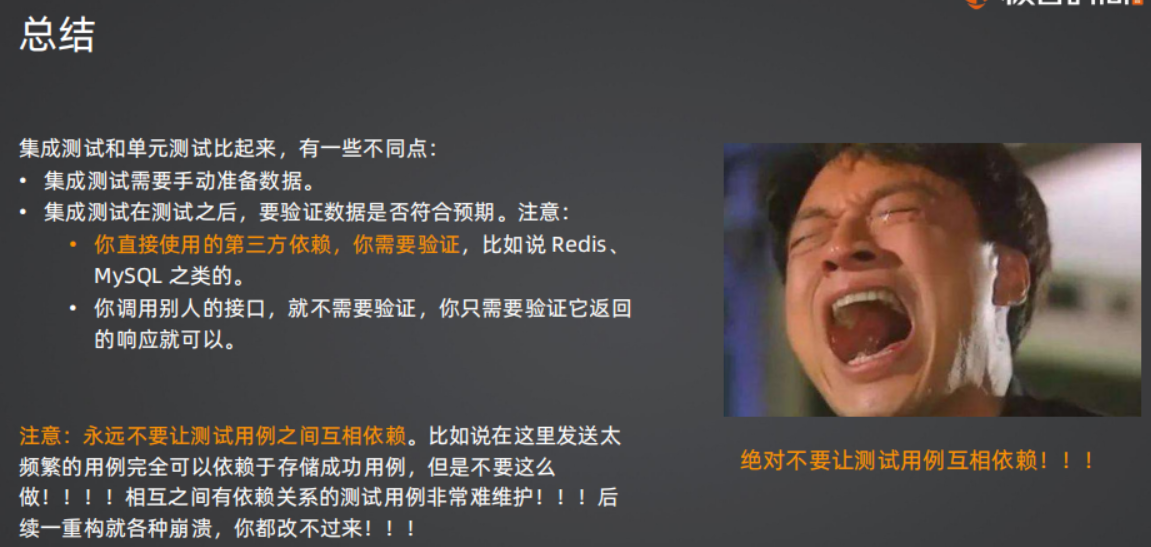 总结
集成测试和单元测试比起来，有一些不同点：
• 集成测试需要手动准备数据。
• 集成测试在测试之后，要验证数据是否符合预期。注意：
• 你直接使用的第三方依赖，你需要验证，比如说 Redis、
MySQL 之类的。
• 你调用别人的接口，就不需要验证，你只需要验证它返回
的响应就可以。
注意：永远不要让测试用例之间互相依赖。比如说在这里发送太
频繁的用例完全可以依赖于存储成功用例，但是不要这么
做！！！！相互之间有依赖关系的测试用例非常难维护！！！后
续一重构就各种崩溃，你都改不过来！！！
绝对不要让测试用例互相依赖！！！